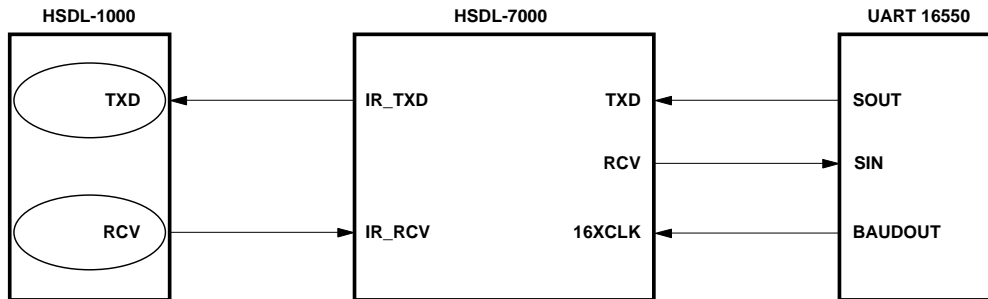 HSDL-1000 HSDL-7000 UART 16550
TXD IR_TXD TXD SOUT
RCV SIN
RCV IR_RCV 16XCLK BAUDOUT